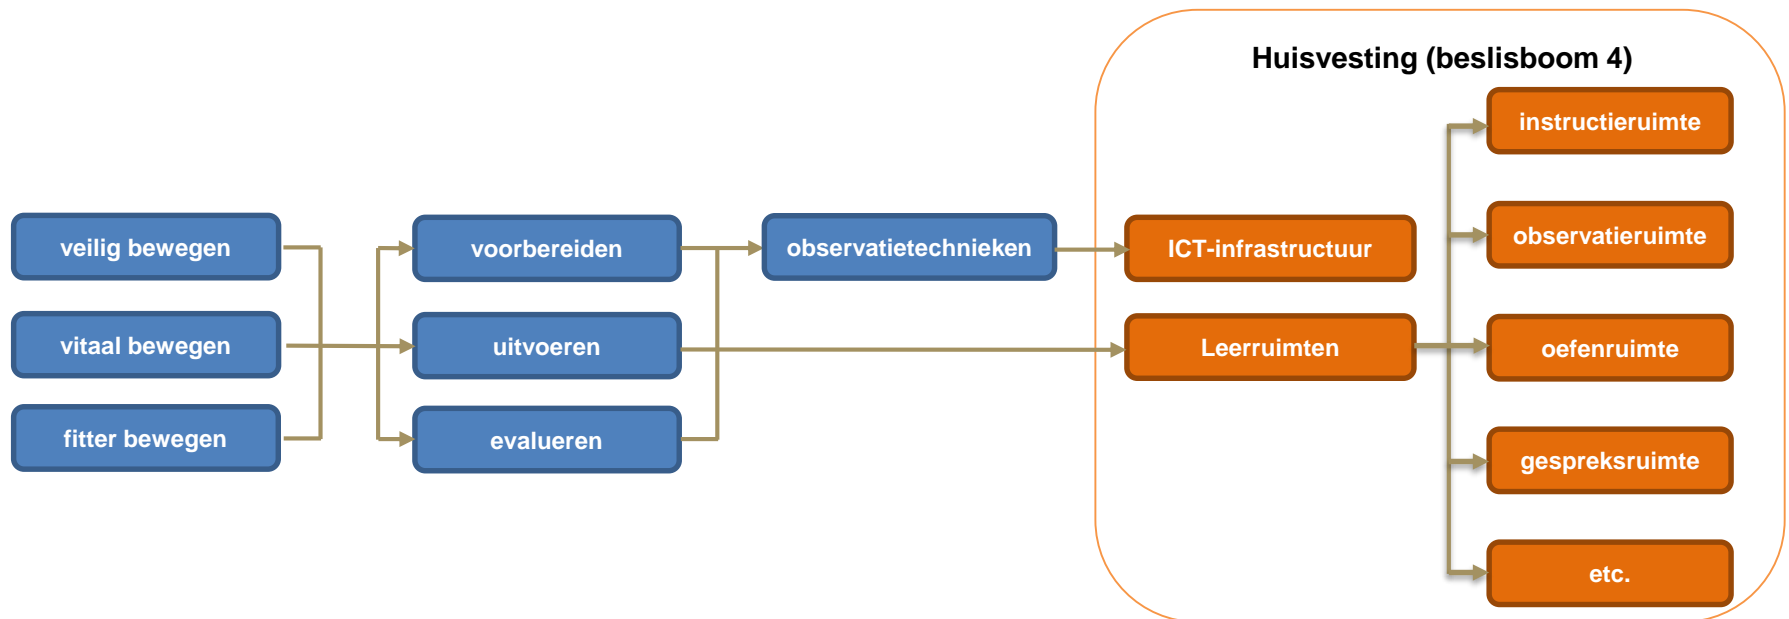 Huisvesting (beslisboom 4)
veilig bewegen
vitaal bewegen
fitter bewegen
voorbereiden
uitvoeren
evalueren
observatietechnieken
ICT-infrastructuur
Leerruimten
instructieruimte
observatieruimte
oefenruimte
gespreksruimte
etc.